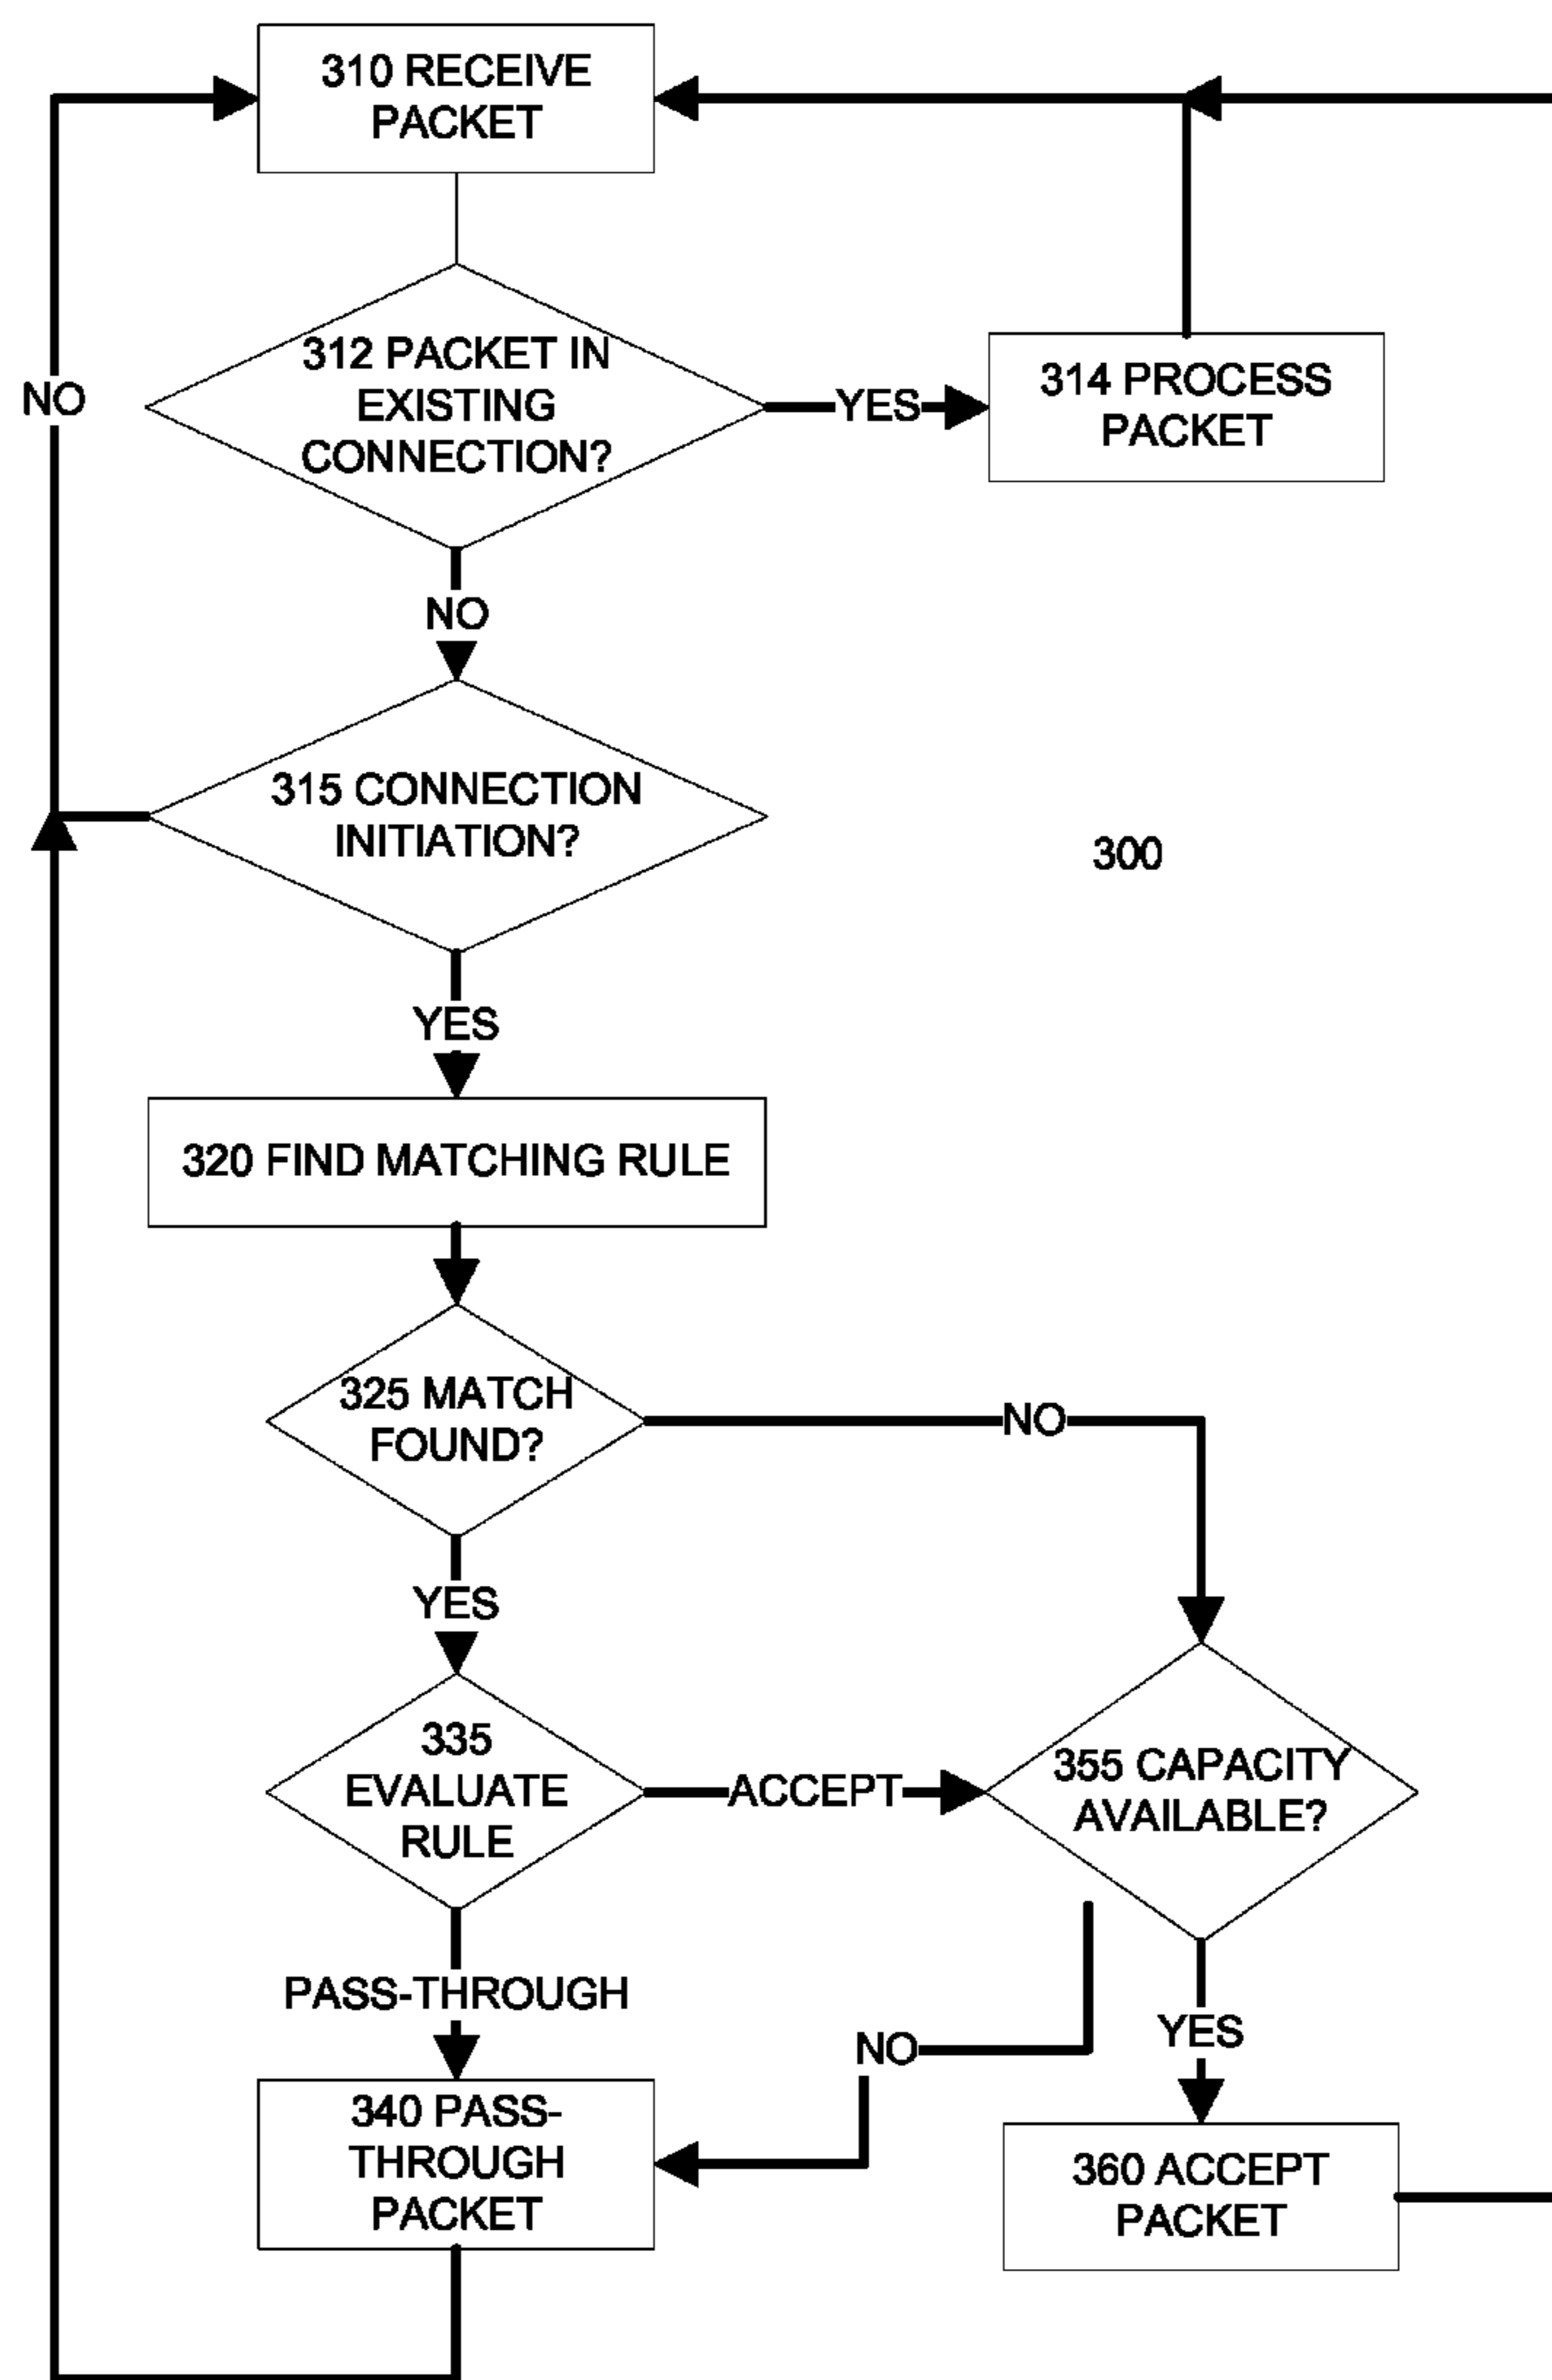 310 RECEIVE
PACKET
312 PACKET IN
EXISTING
CONNECTION?
YES
314 PROCESS
PACKET
NO
NO
315 CONNECTION
INITIATION?
300
YES
320 FIND MATCHING RULE
325 MATCH
FOUND?
NO
YES
335
EVALUATE
RULE
ACCEPT
355 CAPACITY
AVAILABLE?
PASS-THROUGH
NO
YES
340 PASS-
THROUGH
PACKET
360 ACCEPT
PACKET